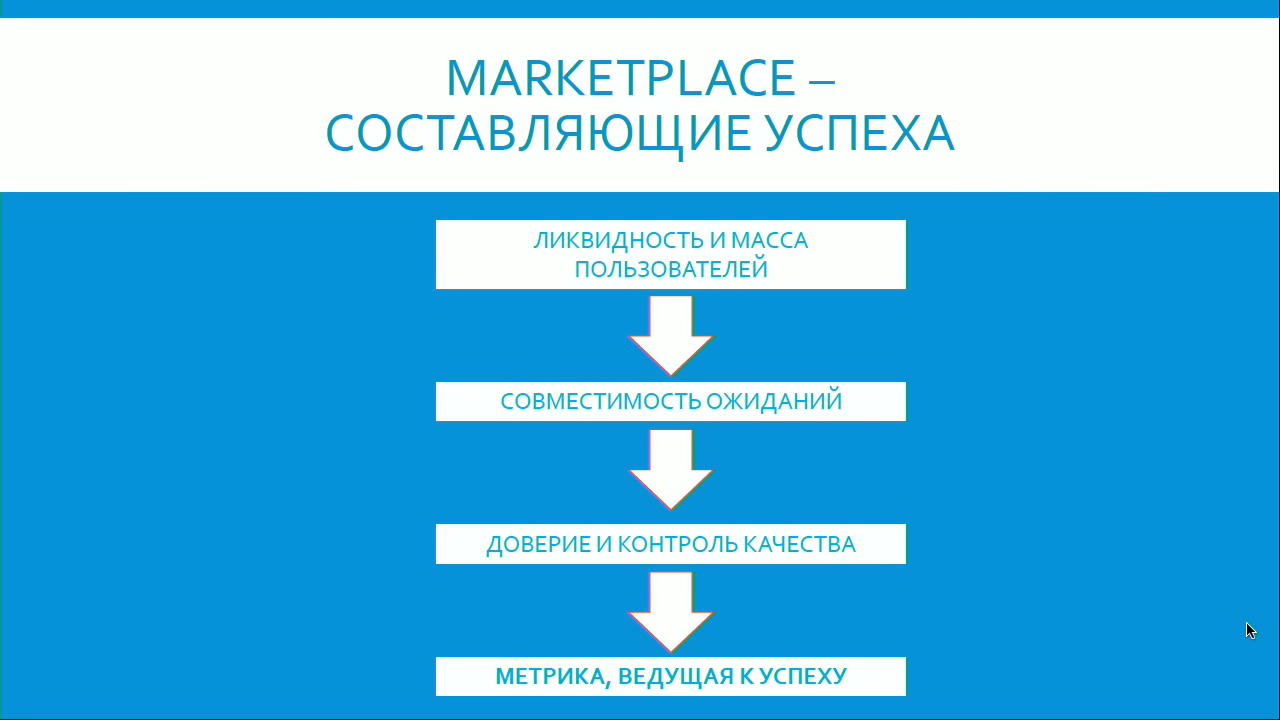 MARKETPLACE –
СОСТАВЛЯЮЩИЕ УСПЕХА
ЛИКВИДНОСТЬ И МАССА
ПОЛЬЗОВАТЕЛЕЙ
СОВМЕСТИМОСТЬ ОЖИДАНИЙ
ДОВЕРИЕ И КОНТРОЛЬ КАЧЕСТВА
МЕТРИКА, ВЕДУЩАЯ К УСПЕХУ